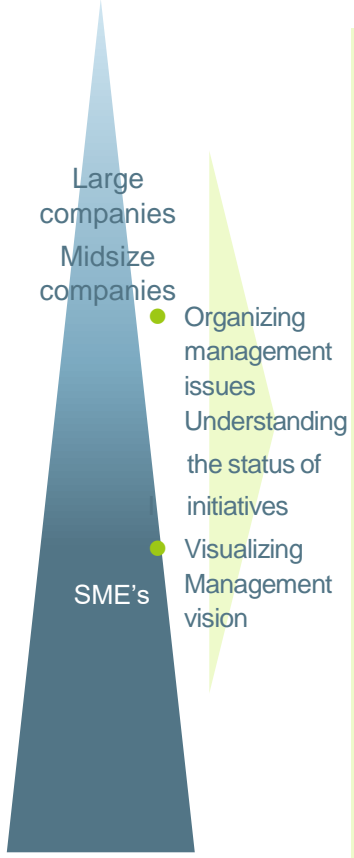 Large
companies
Midsize
companies
Organizing
management
issues
Understanding
the status of
initiatives
Visualizing
SME's
Management
vision